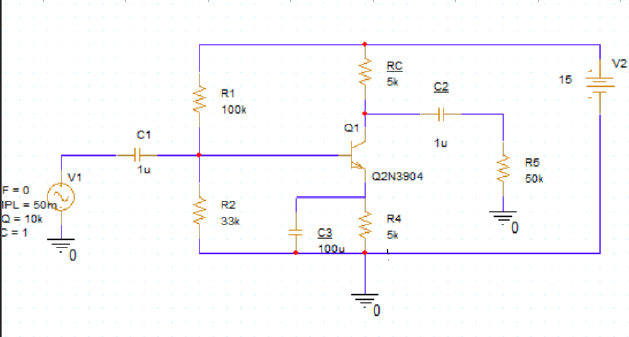 RC
5k
V2
15
C2
R1
100k
1u
C1
Q1
1u
R5
50k
V1
Q2N3904
F = 0
IPL = 50m
Q = 10k
C = 1
R2
33k
C3
100u
R4
5k
0
0
0